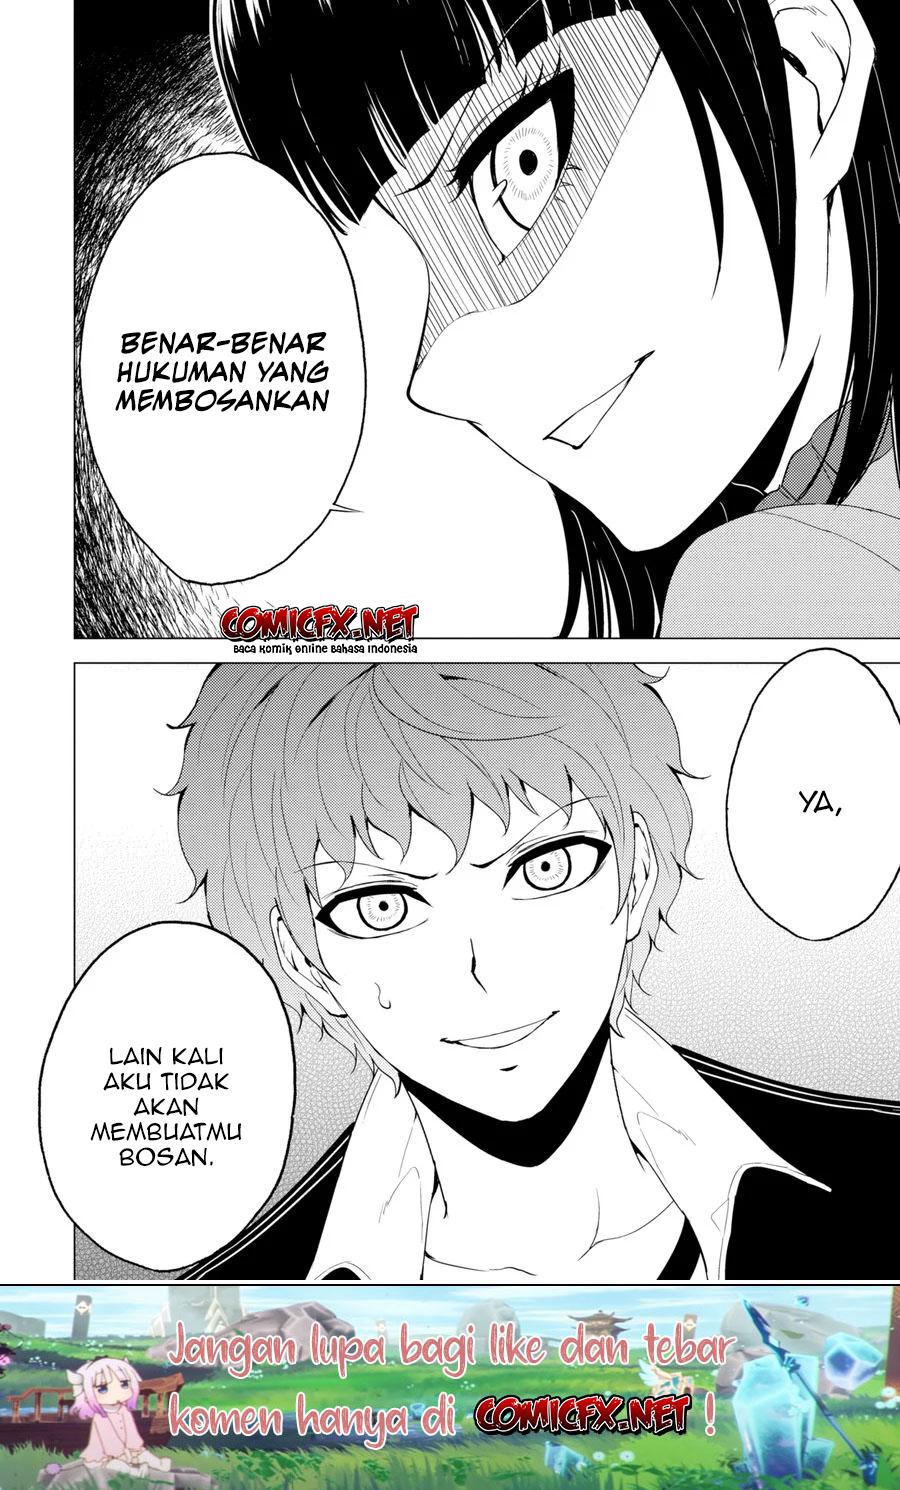 BENAR-BENAR
HUKUMAN YANG
MEMBOSANKAN
COMICFX.NET
Baca Komik Online Bahasa Indonesia
YA,
LAIN KALI
AKU TIDAK
AKAN
MEMBUATMU
BOSAN.
Jangan lupa bagi like dan tebar
komen hanya di COMICFX.NET !